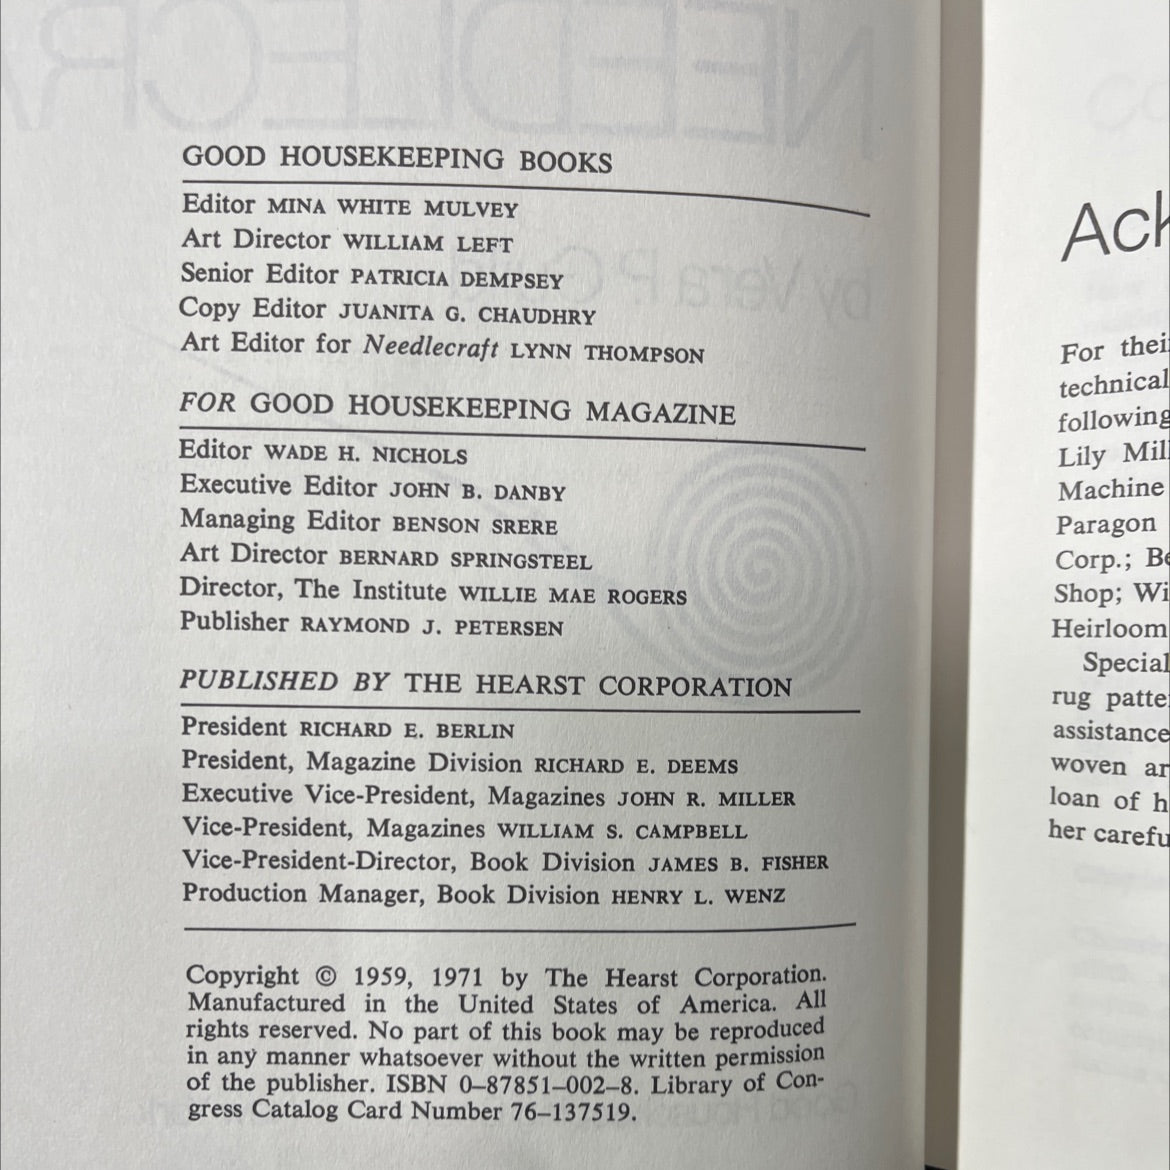 GOOD HOUSEKEEPING BOOKS
Editor MINA WHITE MULVEY
Art Director WILLIAM LEFT
Senior Editor PATRICIA DEMPSEY
Copy Editor JUANITA G. CHAUDHRY
Art Editor for Needlecraft LYNN THOMPSON
FOR GOOD HOUSEKEEPING MAGAZINE
Editor WADE H. NICHOLS
Executive Editor JOHN B. DANBY
Managing Editor BENSON SRERE
Art Director BERNARD SPRINGSTEEL
Director, The Institute WILLIE MAE ROGERS
Publisher RAYMOND J. PETERSEN
PUBLISHED BY THE HEARST CORPORATION
President RICHARD E. BERLIN
President, Magazine Division RICHARD E. DEEMS
Executive Vice-President, Magazines JOHN R. MILLER
Vice-President, Magazines WILLIAM S. CAMPBELL
Vice-President-Director, Book Division JAMES B. FISHER
Production Manager, Book Division HENRY L. WENZ
Copyright © 1959, 1971 by The Hearst Corporation.
Manufactured in the United States of America. All
rights reserved. No part of this book may be reproduced
in any manner whatsoever without the written permission
of the publisher. ISBN 0–87851–002–8. Library of Con-
gress Catalog Card Number 76–137519.
Ack
For thei
technical
following
Lily Mil
Machine
Paragon
Corp.; Be
Shop; Wi
Heirloom
Special
rug patte
assistance
woven ar
loan of h
her carefu